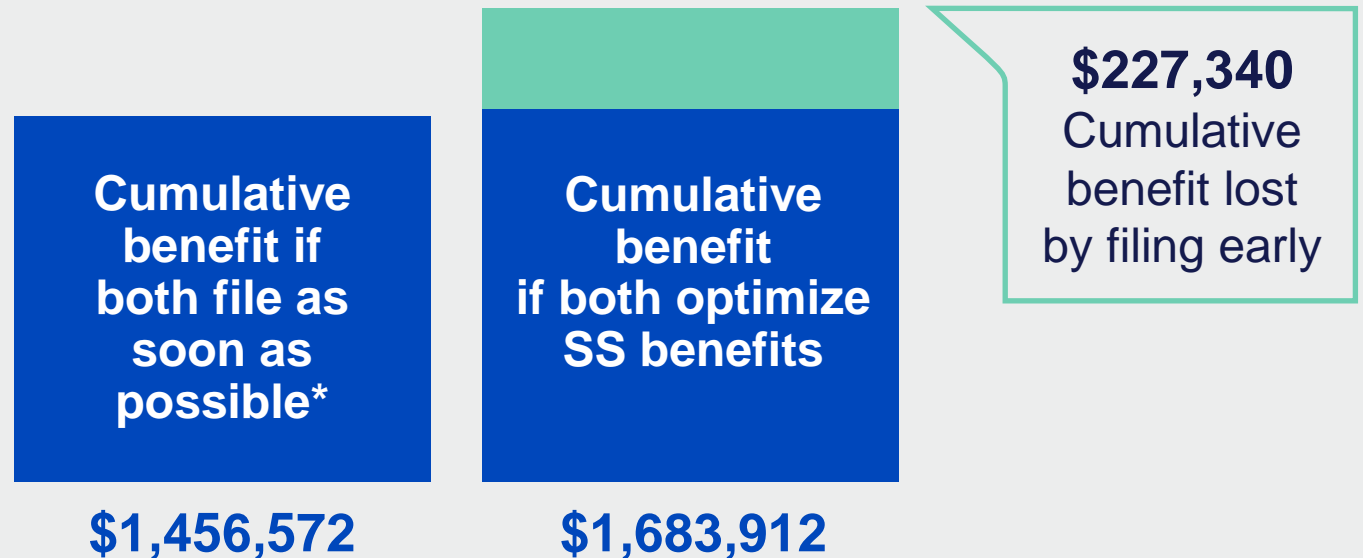 Cumulative
benefit if
both file as
soon as
possible*
$1,456,572
Cumulative
benefit
if both optimize
SS benefits
$1,683,912
$227,340
Cumulative
benefit lost
by filing early